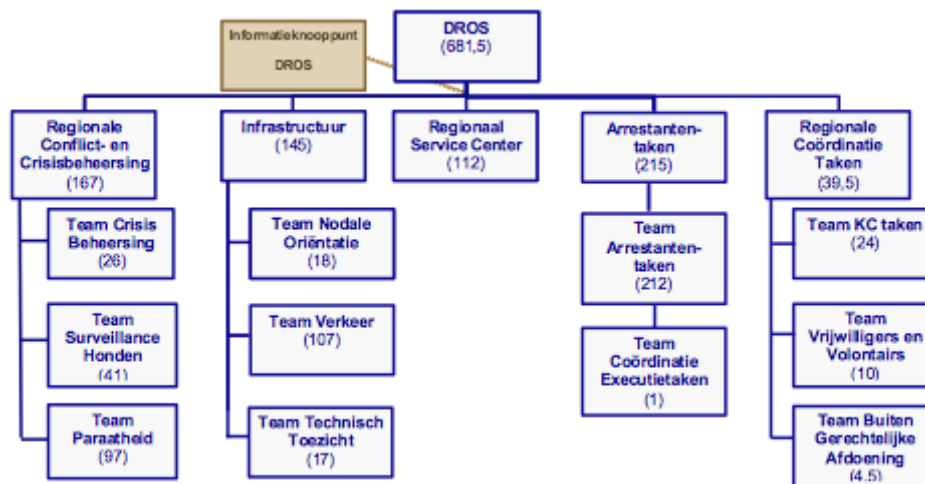 Informatieknooppunt
DROS
DROS
(681,5)
Regionale
Conflict- en
Crisisbeheersing
(167)
Infrastructuur
(145)
Regionaal
Service Center
(112)
Arrestanten-
taken
(215)
Regionale
Coördinatie
Taken
(39,5)
Team Crisis
Beheersing
(26)
Team
Surveillance
Honden
(41)
Team
Paraatheid
(97)
Team Nodale
Oriëntatie
(18)
Team Verkeer
(107)
Team Technisch
Toezicht
(17)
Team
Arrestanten-
taken
(212)
Team
Coördinatie
Executietaken
(1)
Team KC taken
(24)
Team
Vrijwilligers en
Volontairs
(10)
Team Buiten
Gerechtelijke
Afdoening
(4,5)